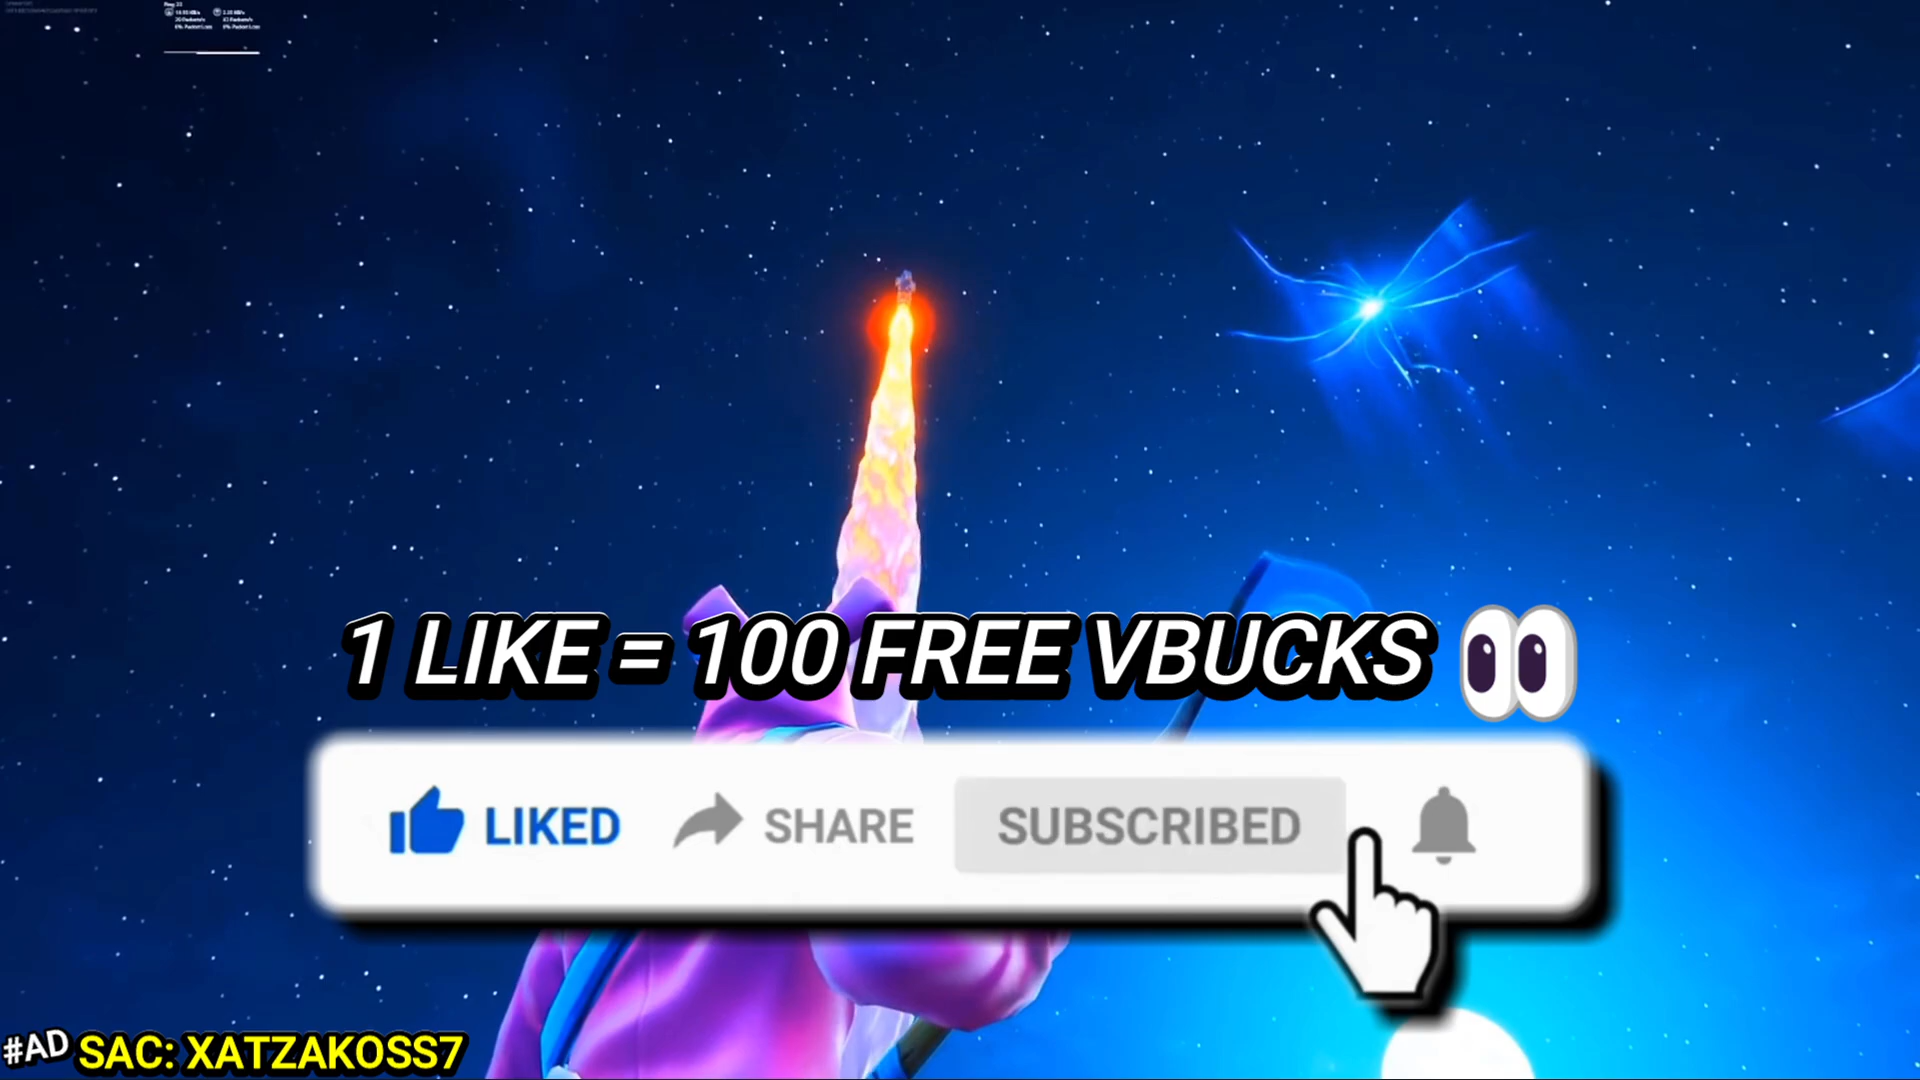 1 LIKE = 100 FREE VBUCKS 👀
LIKED SHARE SUBSCRIBED
#AD SAC: XATZAKOSS7